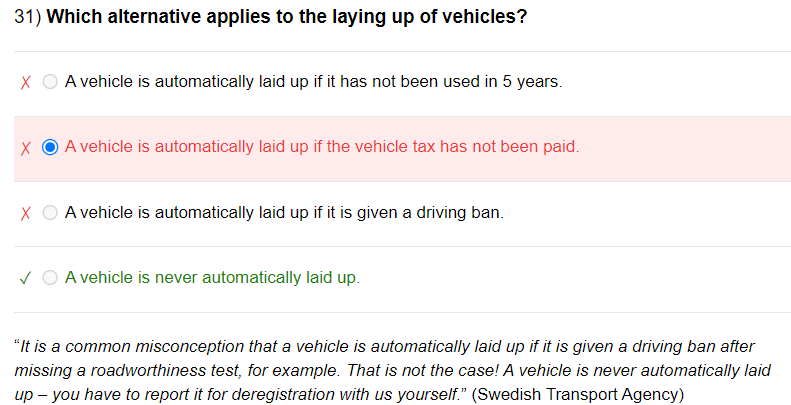 31) Which alternative applies to the laying up of vehicles?
✗ A vehicle is automatically laid up if it has not been used in 5 years.
✗ A vehicle is automatically laid up if the vehicle tax has not been paid.
✗ A vehicle is automatically laid up if it is given a driving ban.
✓ A vehicle is never automatically laid up.
“It is a common misconception that a vehicle is automatically laid up if it is given a driving ban after
missing a roadworthiness test, for example. That is not the case! A vehicle is never automatically laid
up – you have to report it for deregistration with us yourself.” (Swedish Transport Agency)